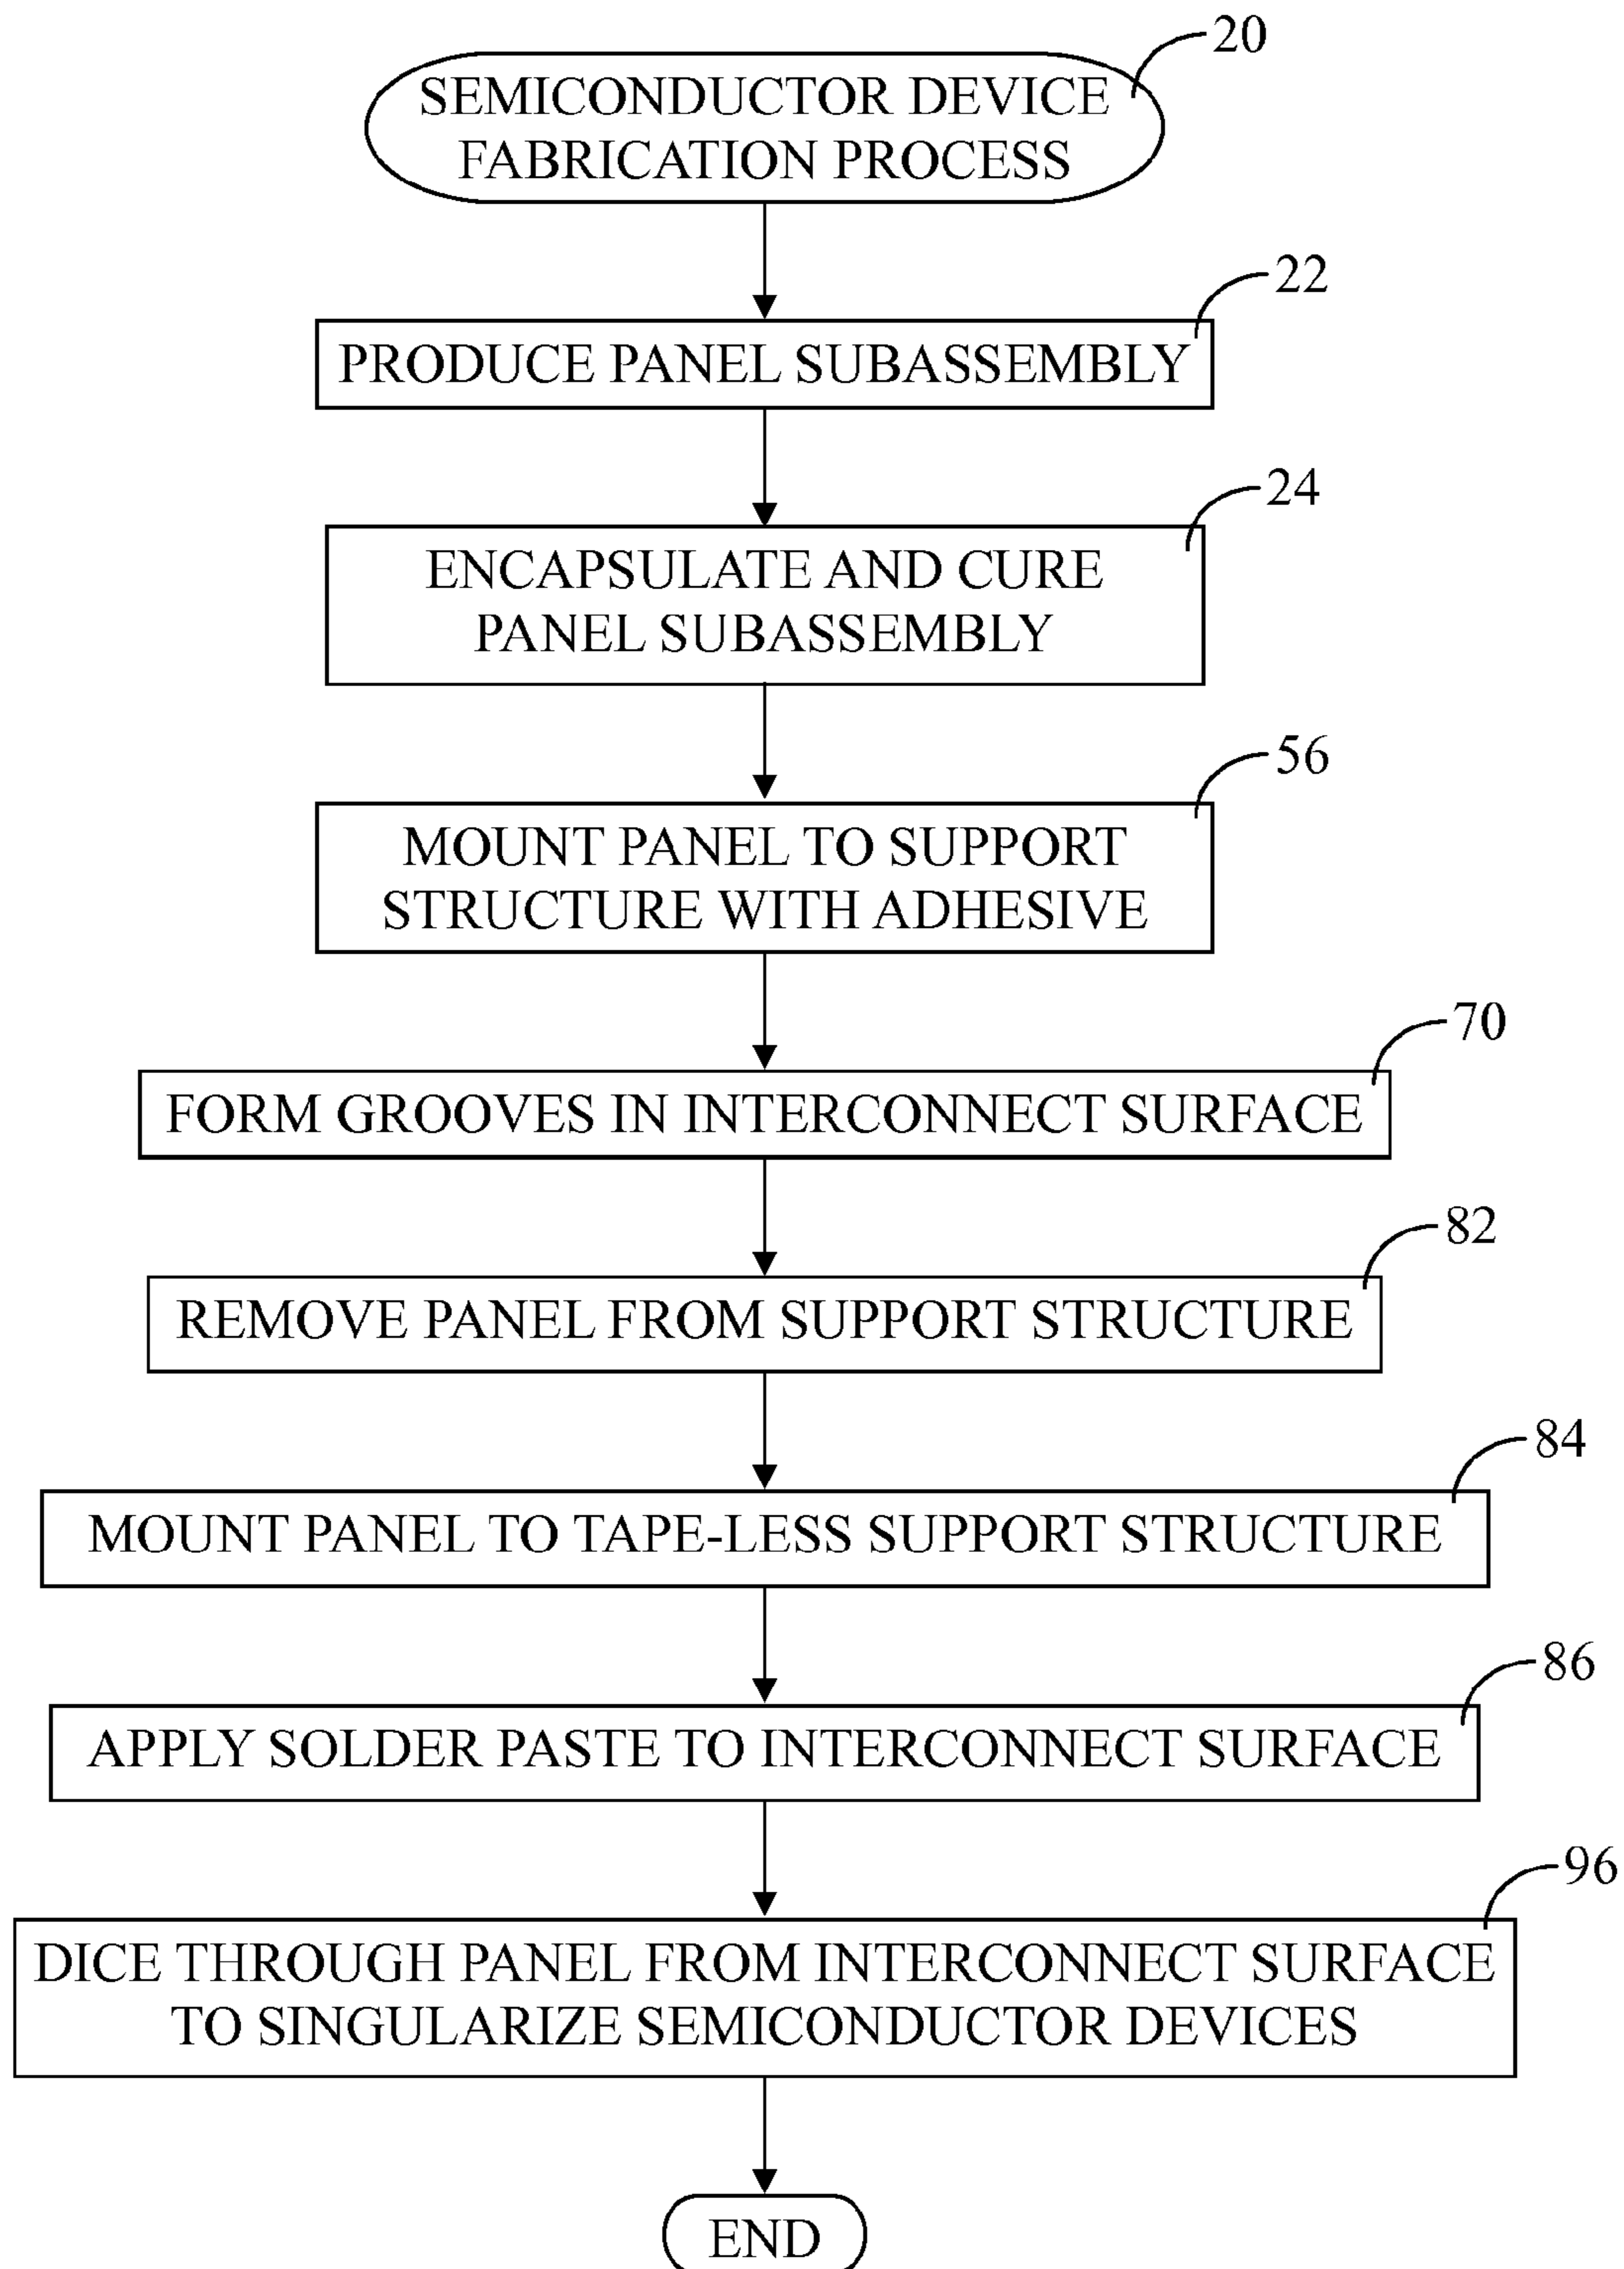 20
SEMICONDUCTOR DEVICE
FABRICATION PROCESS
22
PRODUCE PANEL SUBASSEMBLY
24
ENCAPSULATE AND CURE
PANEL SUBASSEMBLY
56
MOUNT PANEL TO SUPPORT
STRUCTURE WITH ADHESIVE
70
FORM GROOVES IN INTERCONNECT SURFACE
82
REMOVE PANEL FROM SUPPORT STRUCTURE
84
MOUNT PANEL TO TAPE-LESS SUPPORT STRUCTURE
86
APPLY SOLDER PASTE TO INTERCONNECT SURFACE
96
DICE THROUGH PANEL FROM INTERCONNECT SURFACE
TO SINGULARIZE SEMICONDUCTOR DEVICES
END